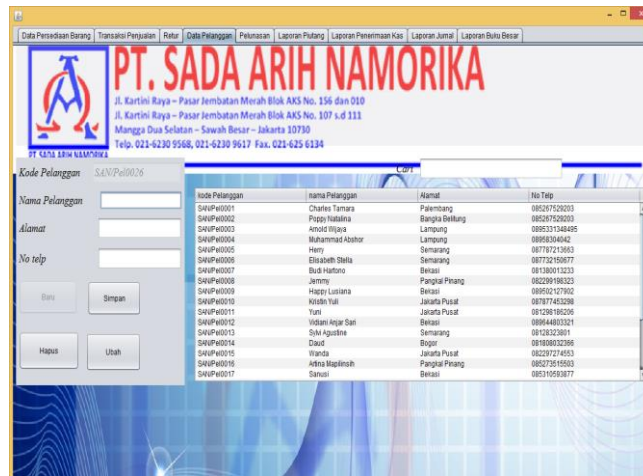 Data Persediaan Barang Transaksi Penjualan Retur Data Pelanggan Pelunasan Laporan Piutang Laporan Penerimaan Kas Laporan Jurnal Laporan Buku Besar
PT. SADA ARIH NAMORIKA
Jl. Kartini Raya – Pasar Jembatan Merah Blok AKS No. 156 dan 010
Jl. Kartini Raya – Pasar Jembatan Merah Blok AKS No. 107 s.d 111
Mangga Dua Selatan – Sawah Besar – Jakarta 10730
Telp. 021-6230 9568, 021-6230 9617 Fax. 021-625 6134
PT. SADA ARIH NAMORIKA
Cari
Kode Pelanggan SAN/Pel0026
Nama Pelanggan
Alamat
No telp
Baru Simpan
Hapus Ubah
kode Pelanggan nama Pelanggan Alamat No Telp
SAN/Pel0001 Charles Tamara Palembang 085267529203
SAN/Pel0002 Poppy Natalina Bangka Belitung 085267529203
SAN/Pel0003 Arnold Wijaya Lampung 0895331348495
SAN/Pel0004 Muhammad Abshor Lampung 08958304042
SAN/Pel0005 Herry Semarang 087787213663
SAN/Pel0006 Elisabeth Stella Semarang 087732150677
SAN/Pel0007 Budi Hartono Bekasi 081380013233
SAN/Pel0008 Jemmy Pangkal Pinang 082299198323
SAN/Pel0009 Happy Lusiana Bekasi 089502127902
SAN/Pel0010 Kristin Yuli Jakarta Pusat 087877453298
SAN/Pel0011 Yuni Jakarta Pusat 081298186206
SAN/Pel0012 Vidiani Anjar Sari Bekasi 089644803321
SAN/Pel0013 Sylvi Agustine Semarang 08128323801
SAN/Pel0014 Daud Bogor 081808032366
SAN/Pel0015 Wanda Jakarta Pusat 082297274553
SAN/Pel0016 Artina Mapilinsih Pangkal Pinang 085273515503
SAN/Pel0017 Sanusi Bekasi 085310593877